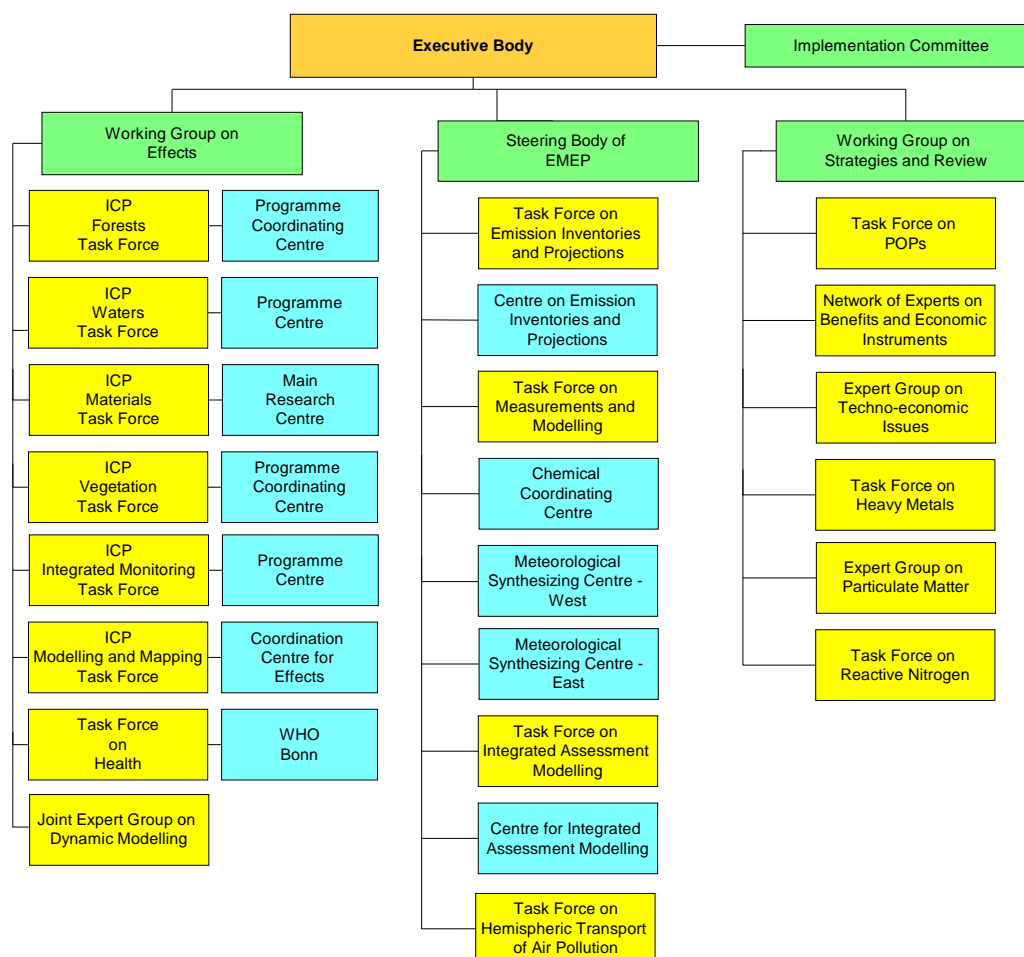 Executive Body
Implementation Committee
Working Group on
Effects
ICP
Forests
Task Force
Programme
Coordinating
Centre
ICP
Waters
Task Force
Programme
Centre
ICP
Materials
Task Force
Main
Research
Centre
ICP
Vegetation
Task Force
Programme
Coordinating
Centre
ICP
Integrated Monitoring
Task Force
Programme
Centre
ICP
Modelling and Mapping
Task Force
Coordination
Centre for
Effects
Task Force
on
Health
WHO
Bonn
Joint Expert Group on
Dynamic Modelling
Steering Body of
EMEP
Task Force on
Emission Inventories
and Projections
Centre on Emission
Inventories and
Projections
Task Force on
Measurements and
Modelling
Chemical
Coordinating
Centre
Meteorological
Synthesizing Centre -
West
Meteorological
Synthesizing Centre -
East
Task Force on
Integrated Assessment
Modelling
Centre for Integrated
Assessment Modelling
Task Force on
Hemispheric Transport
of Air Pollution
Working Group on
Strategies and Review
Task Force on
POPs
Network of Experts on
Benefits and Economic
Instruments
Expert Group on
Techno-economic
Issues
Task Force on
Heavy Metals
Expert Group on
Particulate Matter
Task Force on
Reactive Nitrogen